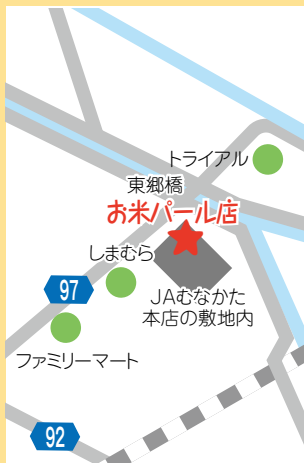 トライアル
東郷橋
お米パール店
しまむら
97
JAむなかた
本店の敷地内
ファミリーマート
92